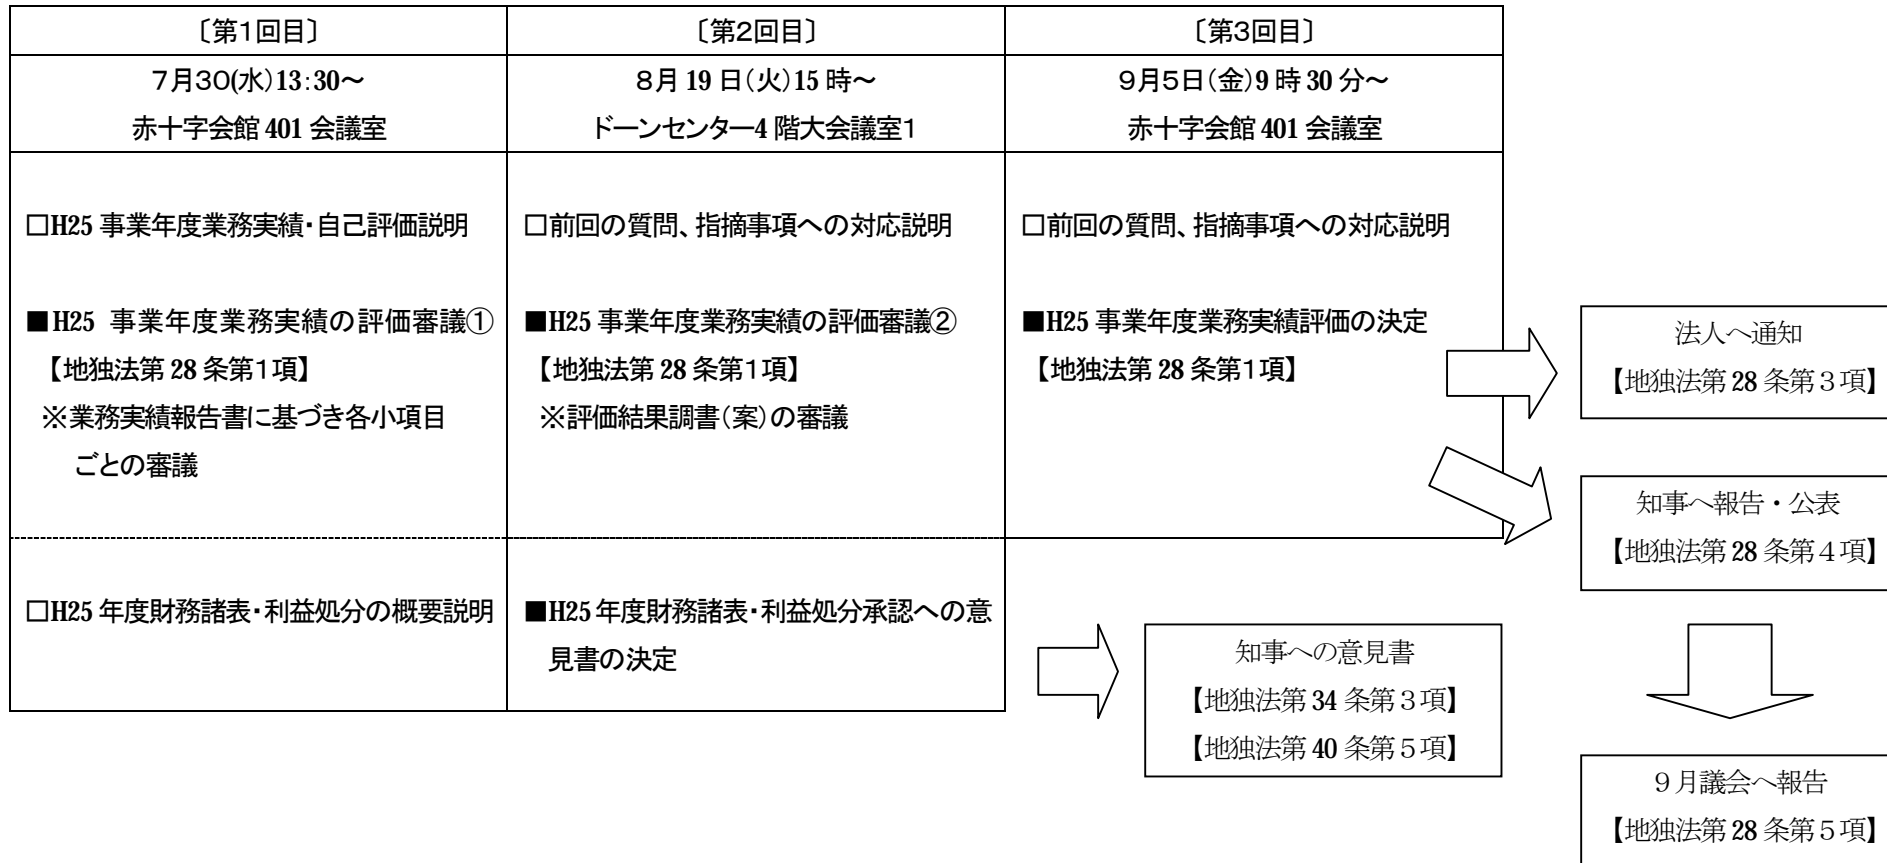 〔第１回目〕
７月３０(水)13：30～
赤十字会館 401 会議室
□H25 事業年度業務実績・自己評価説明
■H25 事業年度業務実績の評価審議①
【地独法第 28 条第１項】
※業務実績報告書に基づき各小項目
ごとの審議
□H25 年度財務諸表・利益処分の概要説明
〔第２回目〕
８月 19 日（火）15 時～
ドーンセンター4 階大会議室１
□前回の質問、指摘事項への対応説明
■H25 事業年度業務実績の評価審議②
【地独法第 28 条第１項】
※評価結果調書（案）の審議
■H25 年度財務諸表・利益処分承認への意
見書の決定
〔第３回目〕
９月５日（金）9 時 30 分～
赤十字会館 401 会議室
□前回の質問、指摘事項への対応説明
■H25 事業年度業務実績評価の決定
【地独法第 28 条第１項】
法人へ通知
【地独法第 28 条第３項】
知事へ報告・公表
【地独法第 28 条第４項】
知事への意見書
【地独法第 34 条第３項】
【地独法第 40 条第５項】
９月議会へ報告
【地独法第 28 条第５項】